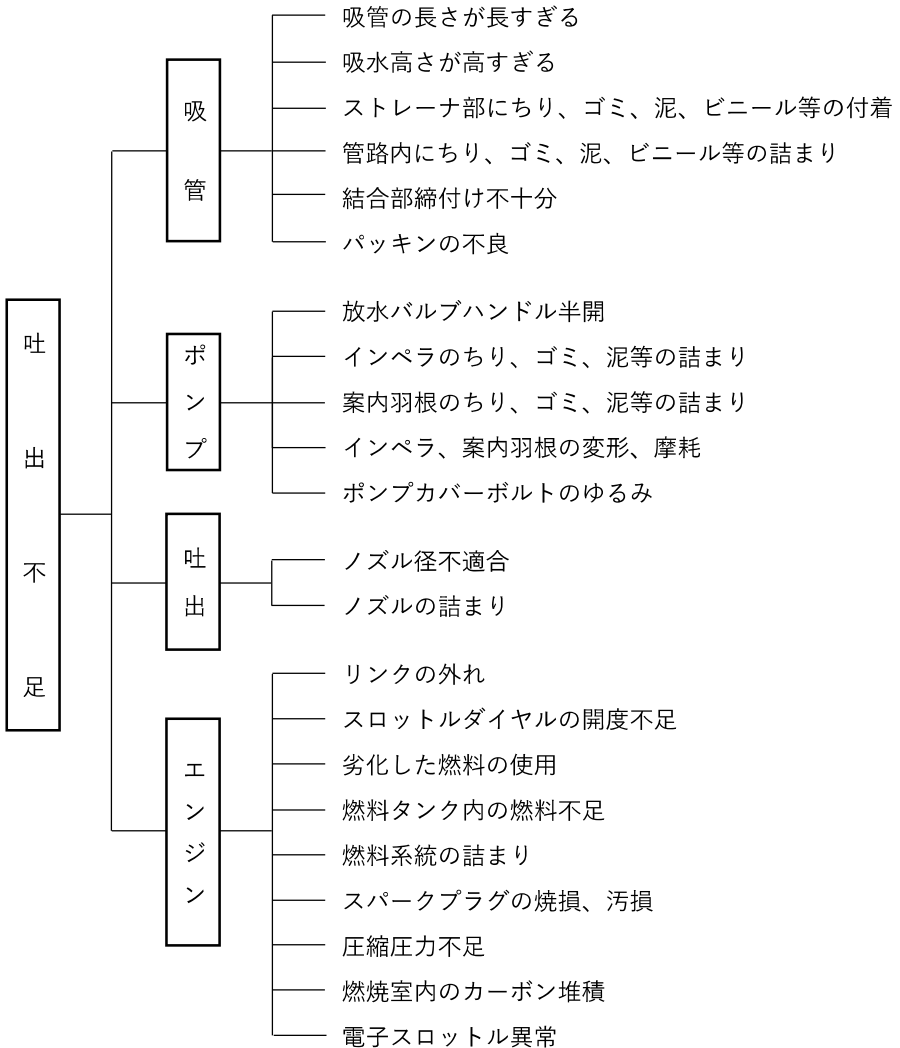 吐出不足
吸管
吸管の長さが長すぎる
吸水高さが高すぎる
ストレーナ部にちり、ゴミ、泥、ビニール等の付着
管路内にちり、ゴミ、泥、ビニール等の詰まり
結合部締付け不十分
パッキンの不良
ポンプ
放水バルブハンドル半開
インペラのちり、ゴミ、泥等の詰まり
案内羽根のちり、ゴミ、泥等の詰まり
インペラ、案内羽根の変形、摩耗
ポンプカバーボルトのゆるみ
吐出
ノズル径不適合
ノズルの詰まり
エンジン
リンクの外れ
スロットルダイヤルの開度不足
劣化した燃料の使用
燃料タンク内の燃料不足
燃料系統の詰まり
スパークプラグの焼損、汚損
圧縮圧力不足
燃焼室内のカーボン堆積
電子スロットル異常